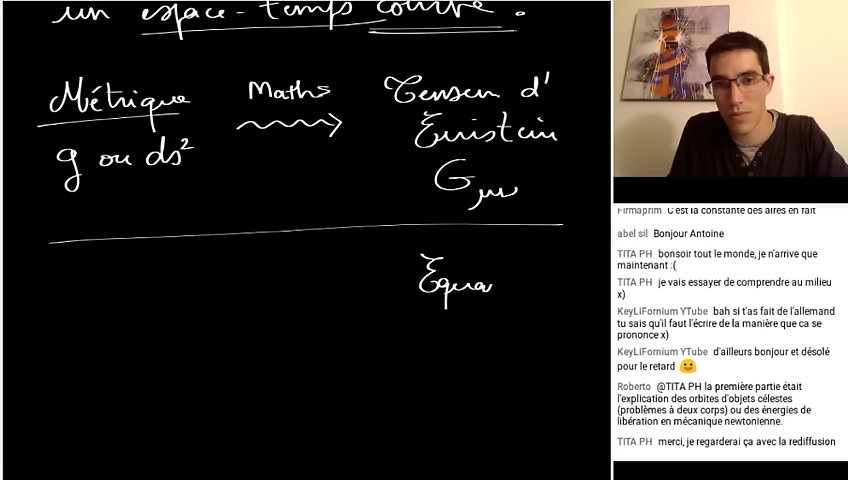 un espace-temps courbe.
Métrique
g ou ds²
Maths
Tenseur d'
Einstein
Gμν
Equa
Firmaprim C'est la constante des aires en fait
abel sil Bonjour Antoine
TITA PH bonsoir tout le monde, je n'arrive que
maintenant :(
TITA PH je vais essayer de comprendre au milieu
x)
KeyLiFornium YTube bah si t'as fait de l'allemand
tu sais qu'il faut l'écrire de la manière que ca se
prononce x)
KeyLiFornium YTube d'ailleurs bonjour et désolé
pour le retard
Roberto @TITA PH la première partie était
l'explication des orbites d'objets célestes
(problèmes à deux corps) ou des énergies de
libération en mécanique newtonienne.
TITA PH merci, je regarderai ça avec la rediffusion